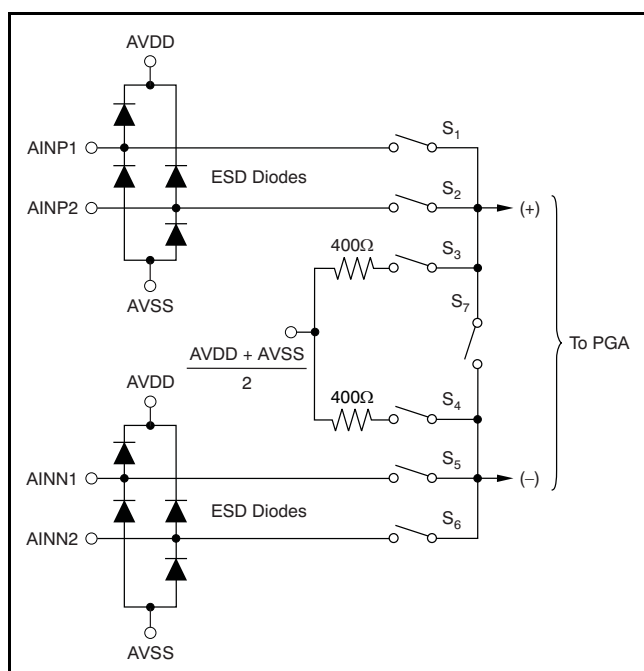 AVDD
AINP1
S1
ESD Diodes
AINP2
S2
(+)
400Ω
S3
AVSS
S7
AVDD + AVSS
2
To PGA
AVDD
400Ω
S4
AINN1
S5
(−)
ESD Diodes
AINN2
S6
AVSS